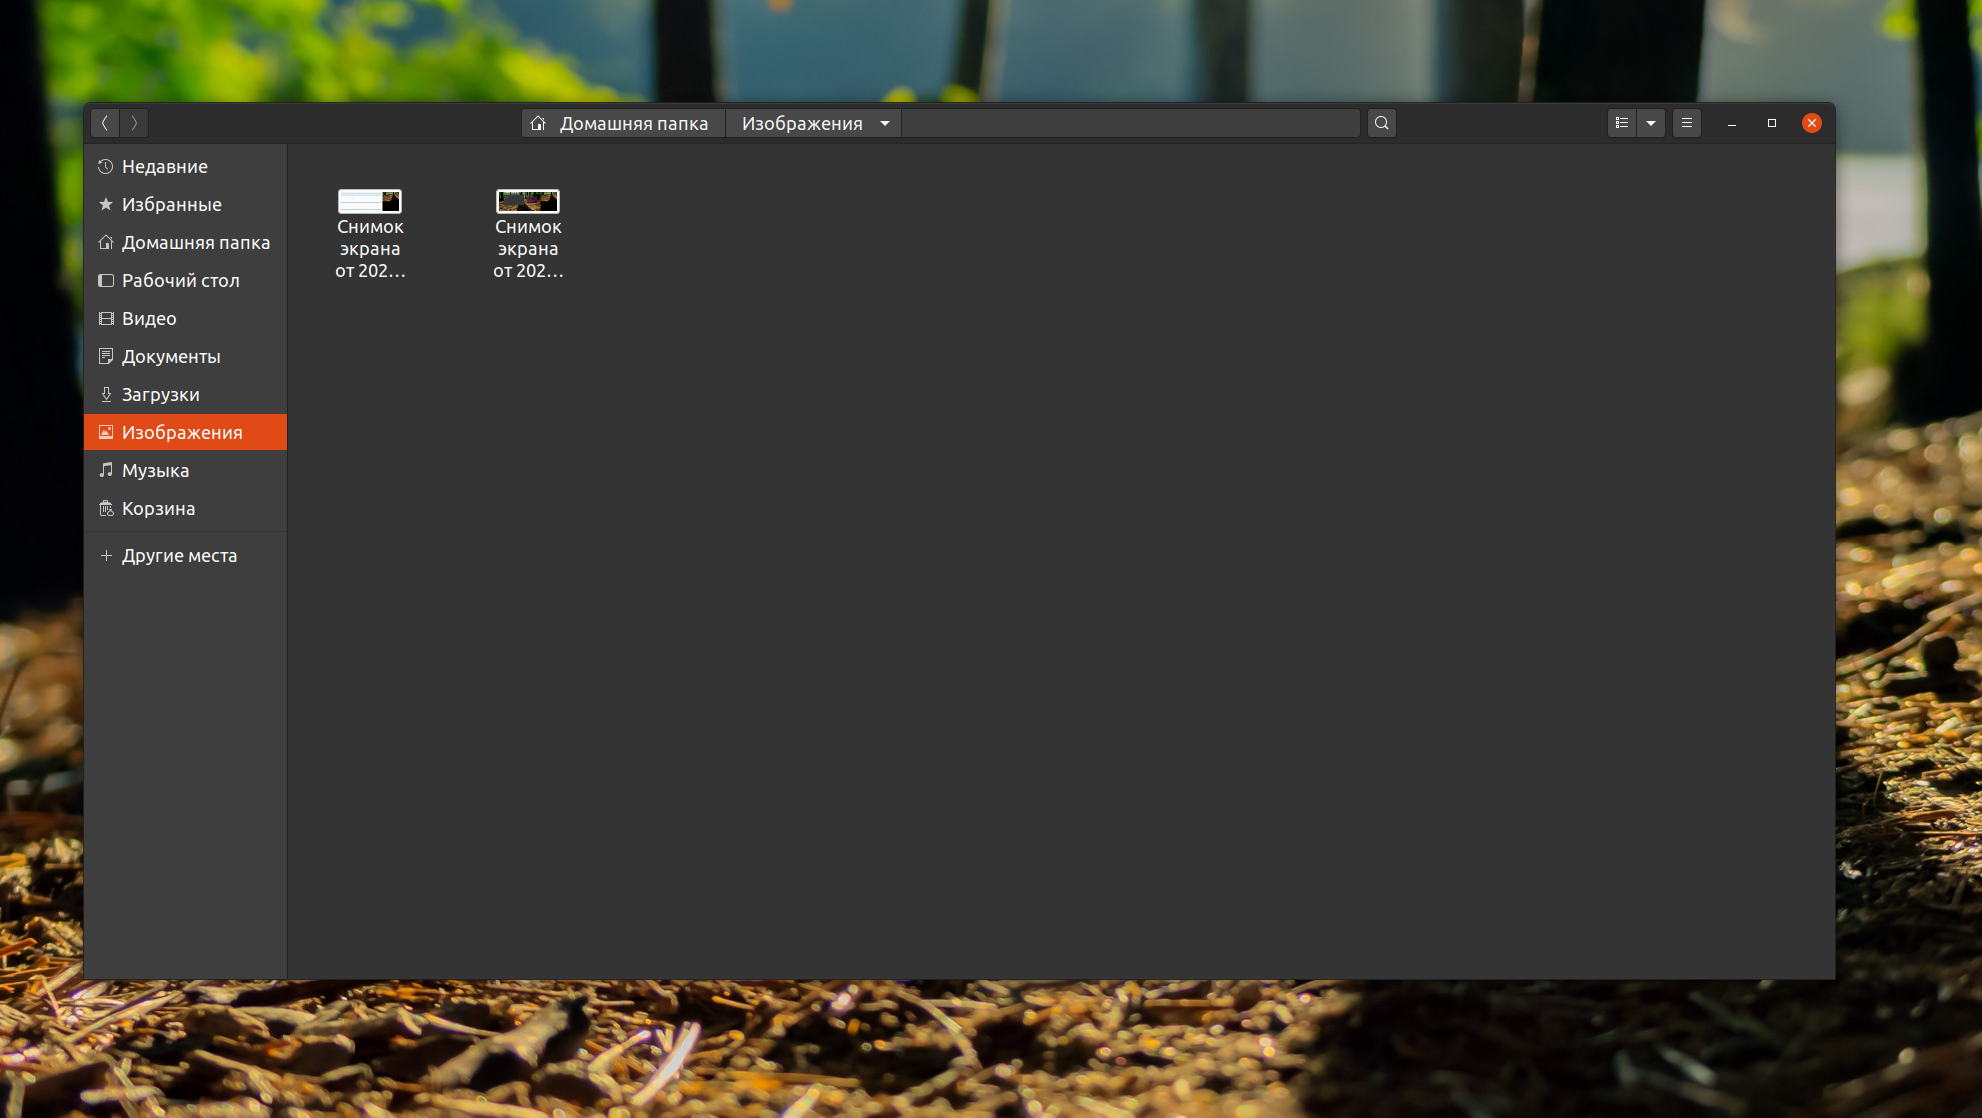 Домашняя папка
Изображения
Недавние
Избранные
Домашняя папка
Рабочий стол
Видео
Документы
Загрузки
Изображения
Музыка
Корзина
Другие места
Снимок
экрана
от 202…
Снимок
экрана
от 202…